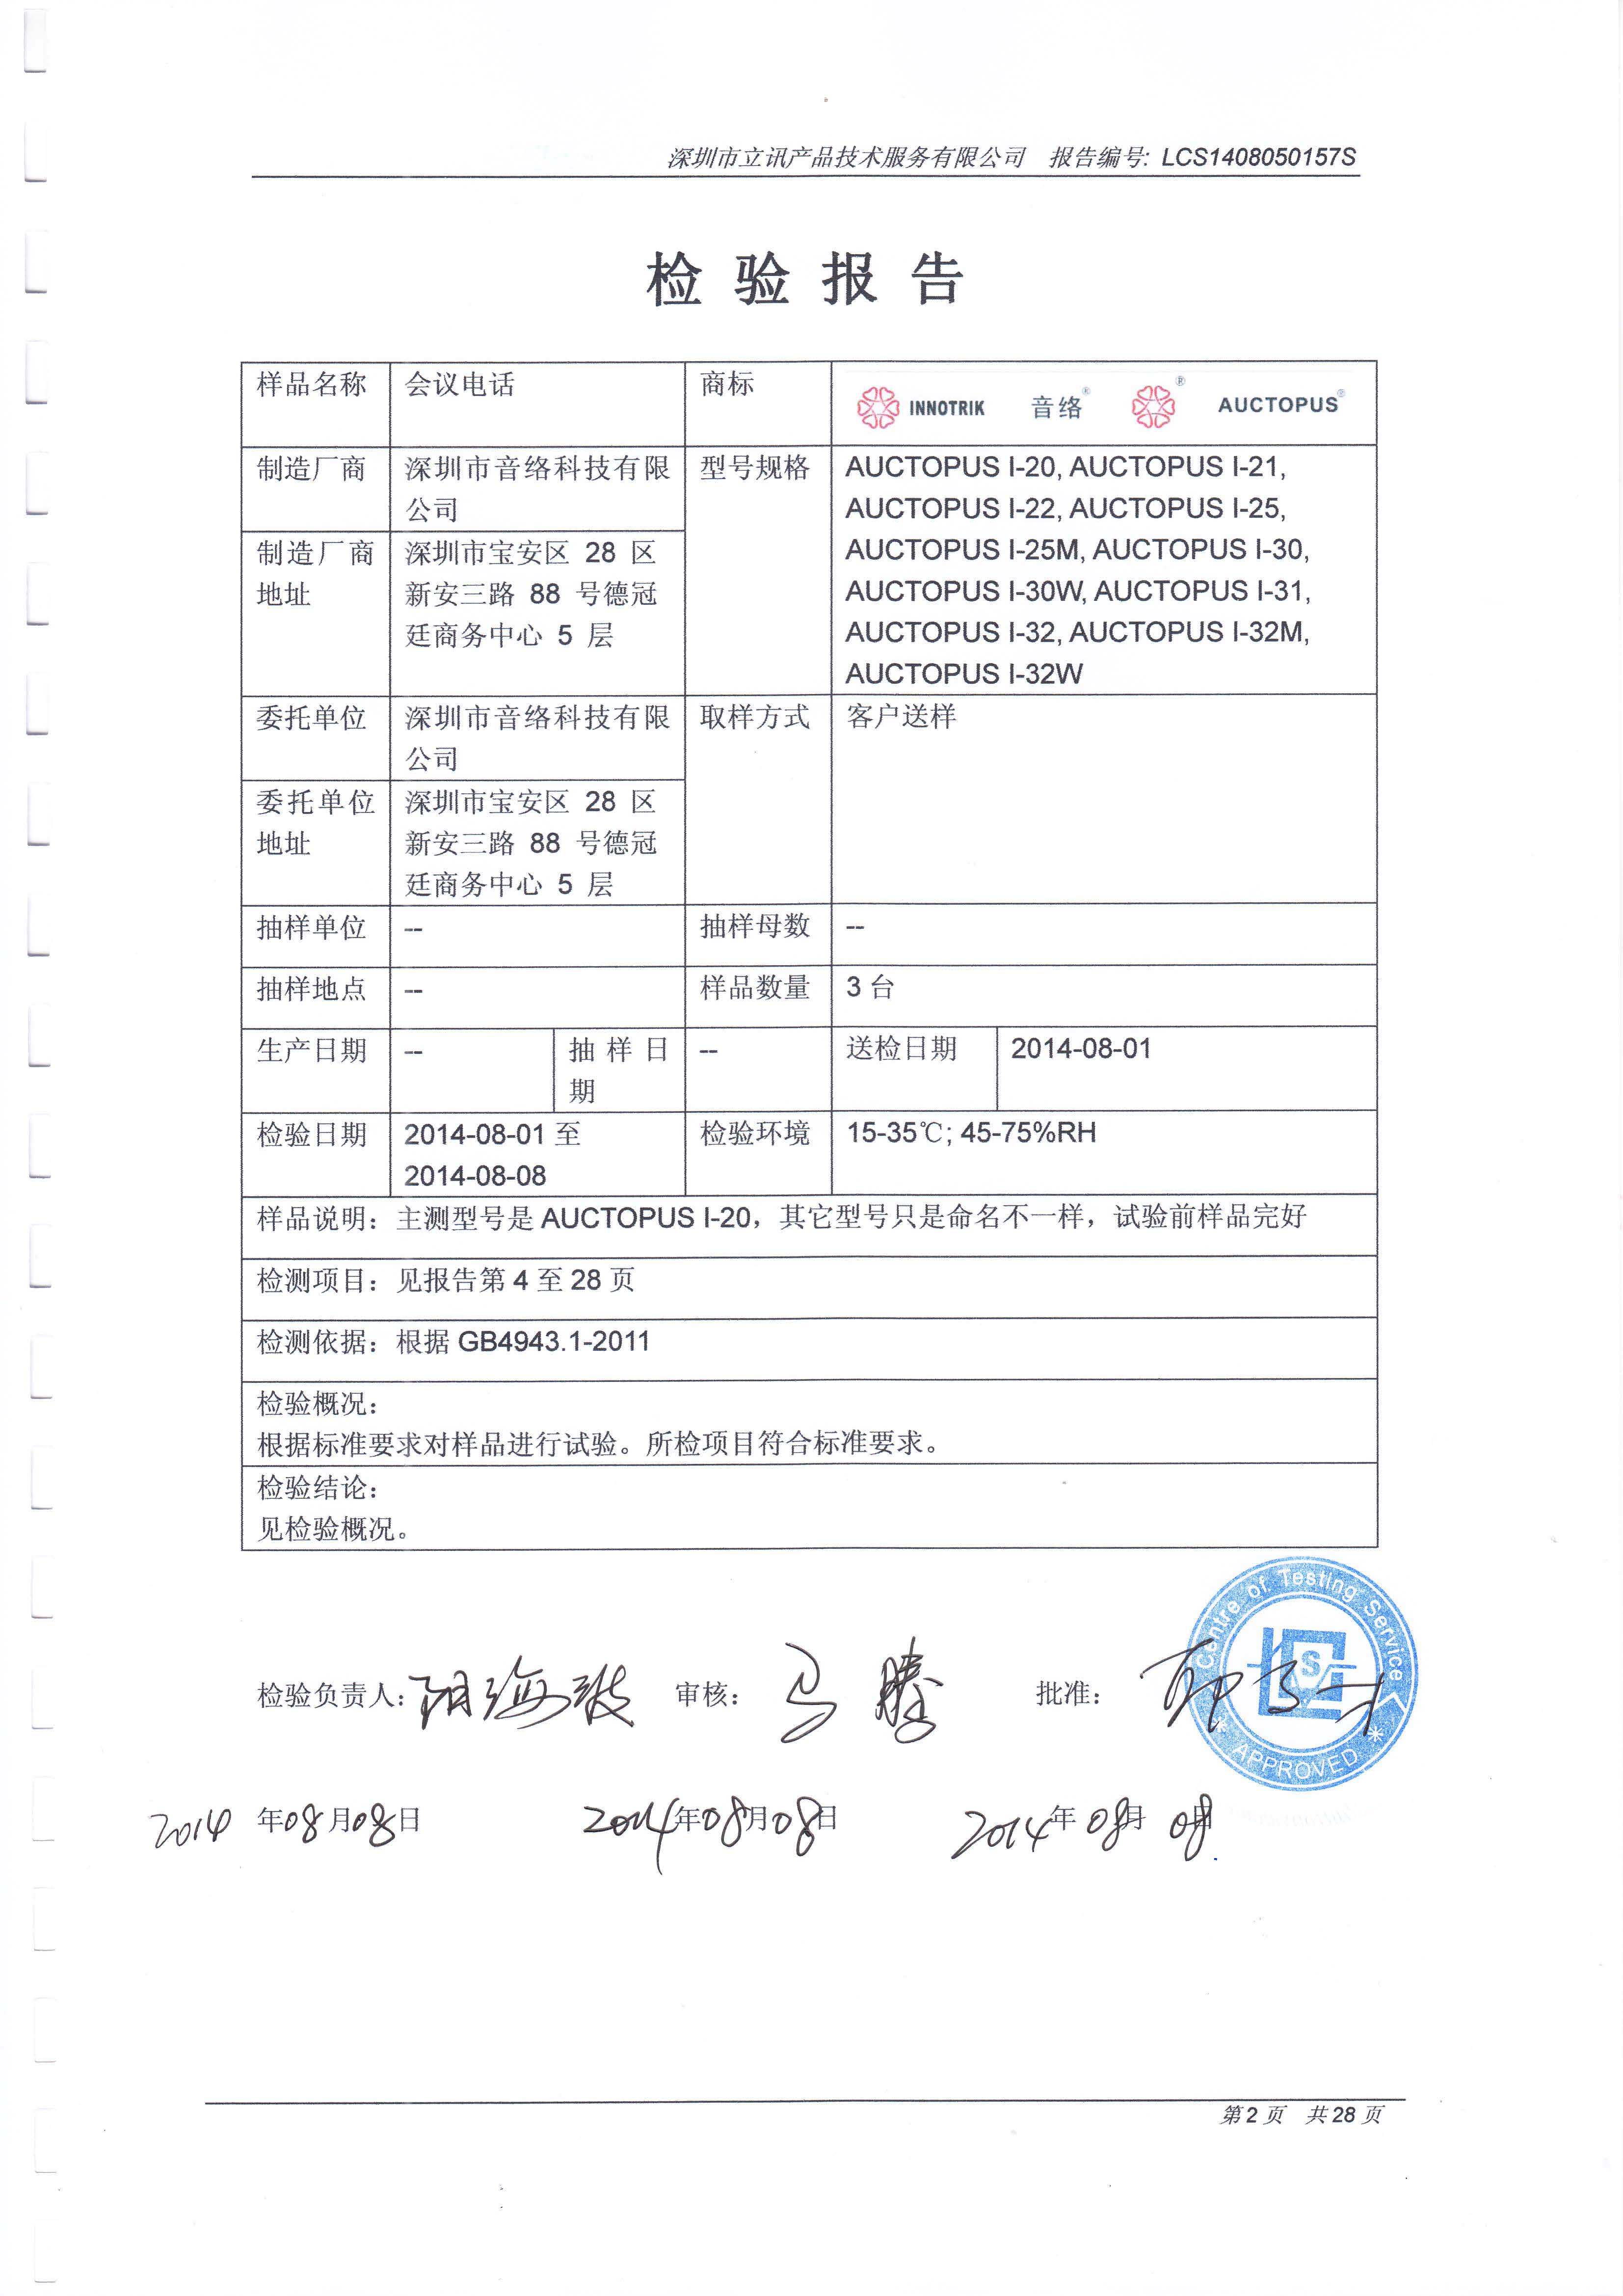 深圳市立讯产品技术服务有限公司 报告编号: LCS1408050157S
检 验 报 告
样品名称 会议电话 商标 INNOTRIK 音络® ® AUCTOPUS®
制造厂商 深圳市音络科技有限
公司
型号规格 AUCTOPUS I-20, AUCTOPUS I-21,
AUCTOPUS I-22, AUCTOPUS I-25,
AUCTOPUS I-25M, AUCTOPUS I-30,
AUCTOPUS I-30W, AUCTOPUS I-31,
AUCTOPUS I-32, AUCTOPUS I-32M,
AUCTOPUS I-32W
制造厂商
地址
深圳市宝安区 28 区
新安三路 88 号德冠
廷商务中心 5 层
委托单位 深圳市音络科技有限
公司
取样方式 客户送样
委托单位
地址
深圳市宝安区 28 区
新安三路 88 号德冠
廷商务中心 5 层
抽样单位 -- 抽样母数 --
抽样地点 -- 样品数量 3 台
生产日期 -- 抽样日
期
-- 送检日期 2014-08-01
检验日期 2014-08-01 至
2014-08-08
检验环境 15-35℃; 45-75%RH
样品说明：主测型号是 AUCTOPUS I-20，其它型号只是命名不一样，试验前样品完好
检测项目：见报告第 4 至 28 页
检测依据：根据 GB4943.1-2011
检验概况：
根据标准要求对样品进行试验。所检项目符合标准要求。
检验结论：
见检验概况。
Centre of Testing Service
S
APPROVED
检验负责人: 审核： 马腾 批准：
2014 年08月08日 2014年08月08日 2014年08月08日
第 2 页 共 28 页